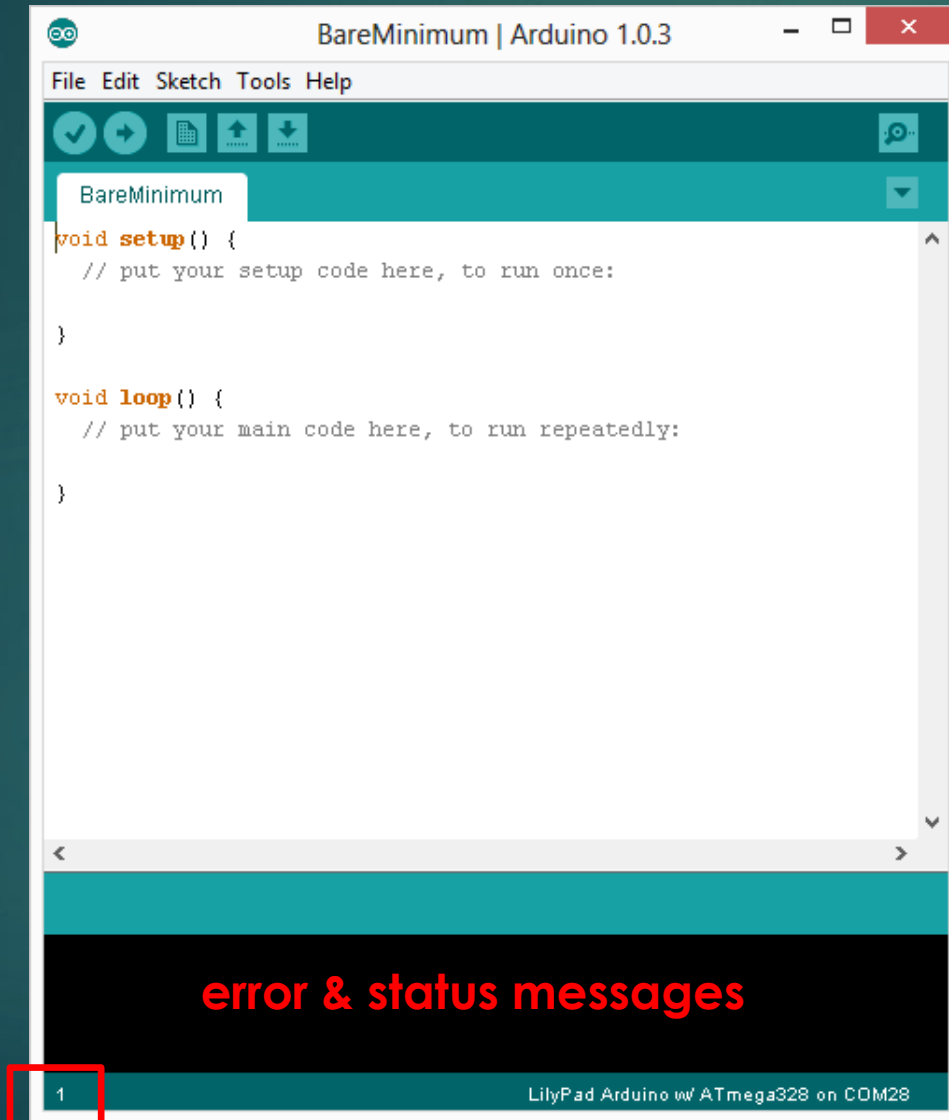 BareMinimum | Arduino 1.0.3
File Edit Sketch Tools Help
BareMinimum
void setup() {
  // put your setup code here, to run once:
}
void loop() {
  // put your main code here, to run repeatedly:
}
error & status messages
1 LilyPad Arduino w/ ATmega328 on COM28